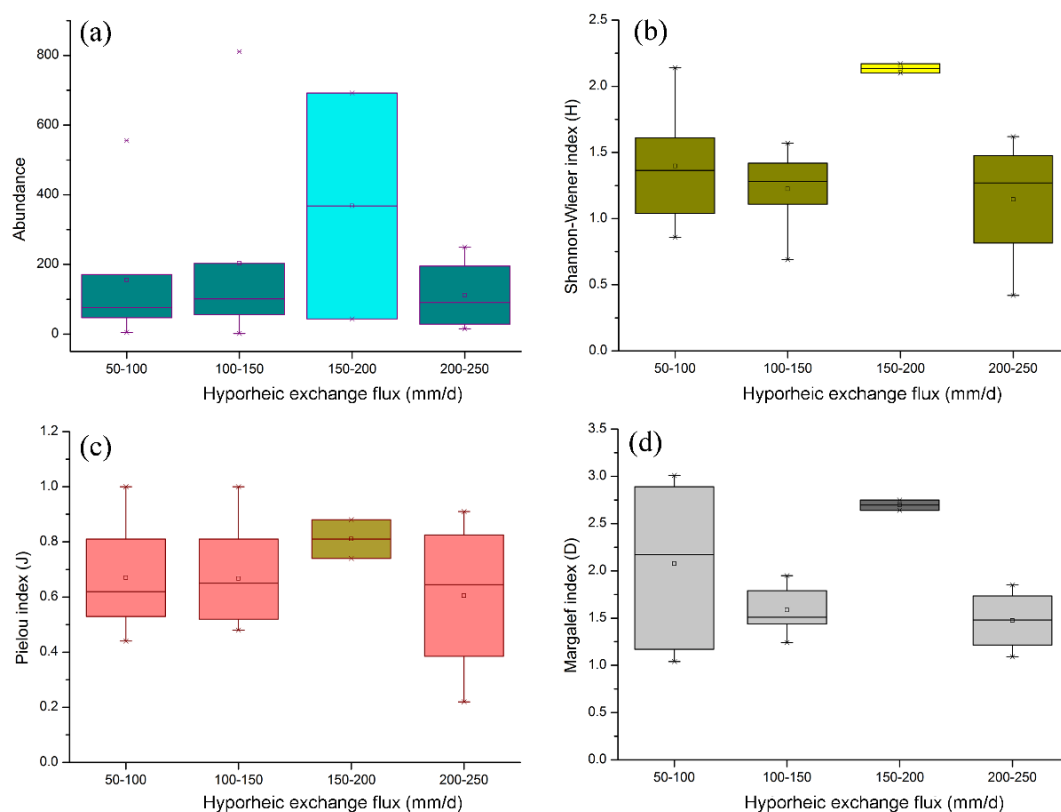 (a)
800
600
400
200
0
Abundance
50-100 100-150 150-200 200-250
Hyporheic exchange flux (mm/d)
(b)
2.5
2.0
1.5
1.0
0.5
0.0
Shannon-Wiener index (H)
50-100 100-150 150-200 200-250
Hyporheic exchange flux (mm/d)
(c)
1.2
1.0
0.8
0.6
0.4
0.2
0.0
Pielou index (J)
50-100 100-150 150-200 200-250
Hyporheic exchange flux (mm/d)
(d)
3.5
3.0
2.5
2.0
1.5
1.0
0.5
0.0
Margalef index (D)
50-100 100-150 150-200 200-250
Hyporheic exchange flux (mm/d)